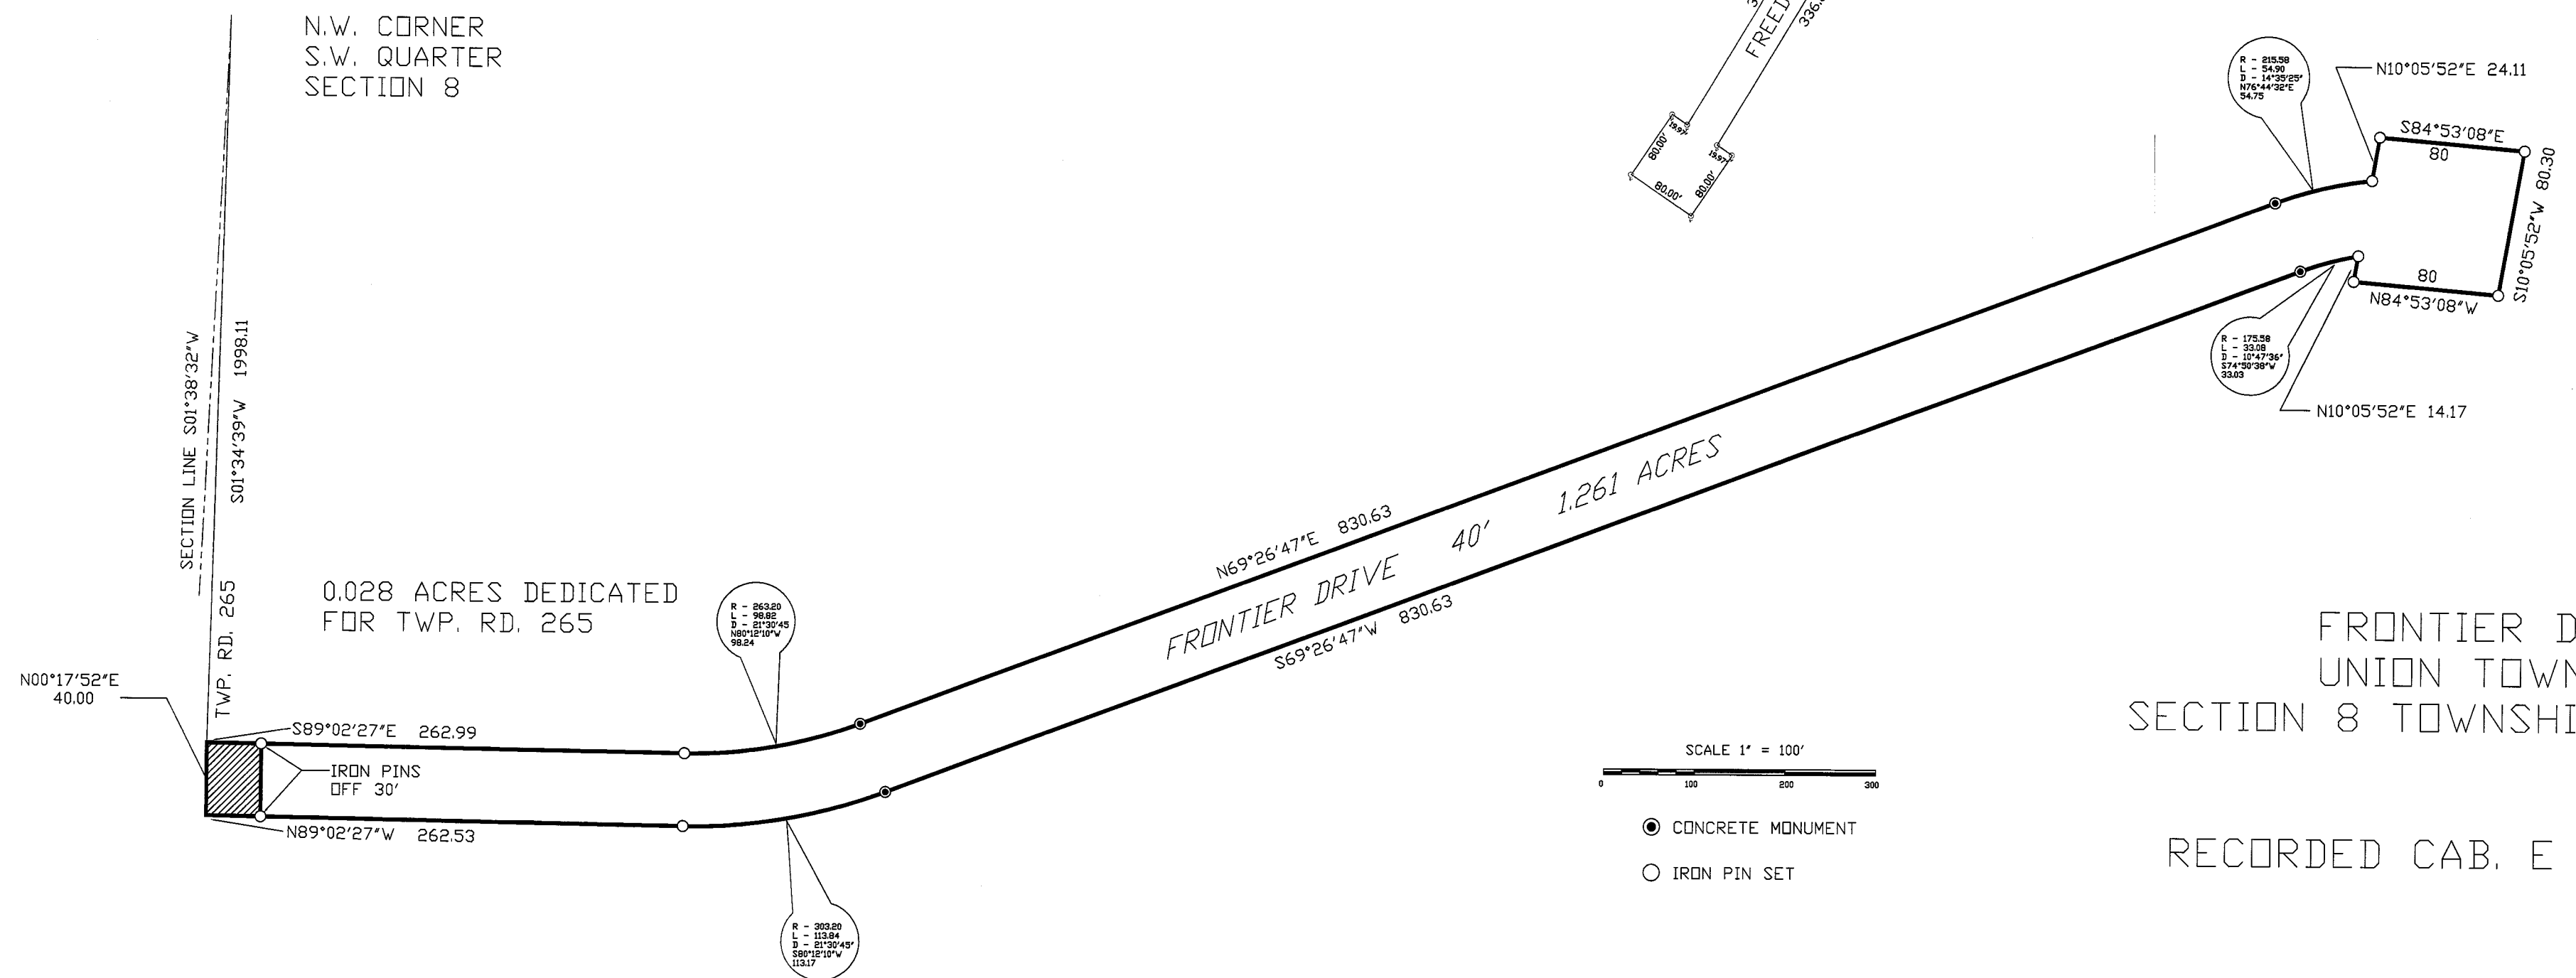 N.W. CORNER
S.W. QUARTER
SECTION 8
FREED
336.
19.97'
80.00'
19.97'
80.00'
80.00'
R - 215.58
L - 54.90
D - 14°35'25"
N76°44'32"E
54.75
N10°05'52"E 24.11
S84°53'08"E
80
S10°05'52"W 80.30
80
N84°53'08"W
R - 175.58
L - 33.08
D - 10°47'36"
S74°50'38"W
33.03
N10°05'52"E 14.17
SECTION LINE S01°38'32"W
S01°34'39"W 1998.11
TWP. RD. 265
0.028 ACRES DEDICATED
FOR TWP. RD. 265
R - 263.20
L - 98.82
D - 21°30'45
N80°12'10"W
98.24
N69°26'47"E 830.63
FRONTIER DRIVE 40' 1.261 ACRES
S69°26'47"W 830.63
N00°17'52"E
40.00
S89°02'27"E 262.99
IRON PINS
OFF 30'
N89°02'27"W 262.53
R - 303.20
L - 113.84
D - 21°30'45"
S80°12'10"W
113.17
SCALE 1" = 100'
0 100 200 300
CONCRETE MONUMENT
IRON PIN SET
FRONTIER D
UNION TOWN
SECTION 8 TOWNSHI
RECORDED CAB. E